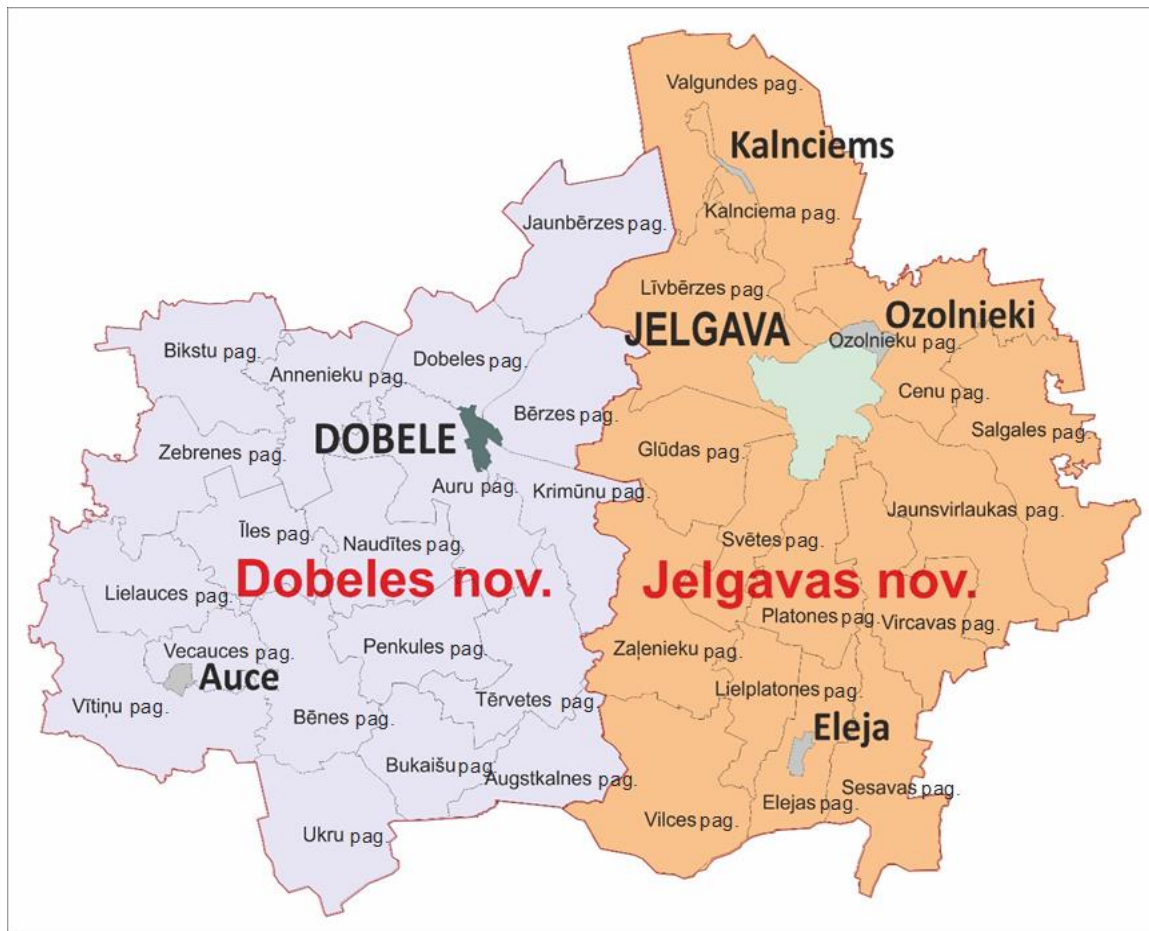 Valgundes pag.
Kalnciems
Kalnciema pag.
Jaunbērzes pag.
Līvbērzes pag.
Ozolnieki
JELGAVA
Ozolnieku pag.
Bikstu pag.
Dobeles pag.
Annenieku pag.
Cenu pag.
Bērzes pag.
Salgales pag.
DOBELE
Zebrenes pag.
Glūdas pag.
Auru pag.
Krimūnu pag.
Jaunsvirlaukas pag.
Īles pag.
Naudītes pag.
Svētes pag.
Dobeles nov.
Jelgavas nov.
Lielauces pag.
Platones pag.
Vircavas pag.
Vecauces pag.
Penkules pag.
Zaļenieku pag.
Auce
Lielplatones pag.
Tērvetes pag.
Vītiņu pag.
Bēnes pag.
Eleja
Bukaišu pag.
Augstkalnes pag.
Sesavas pag.
Elejas pag.
Vilces pag.
Ukru pag.